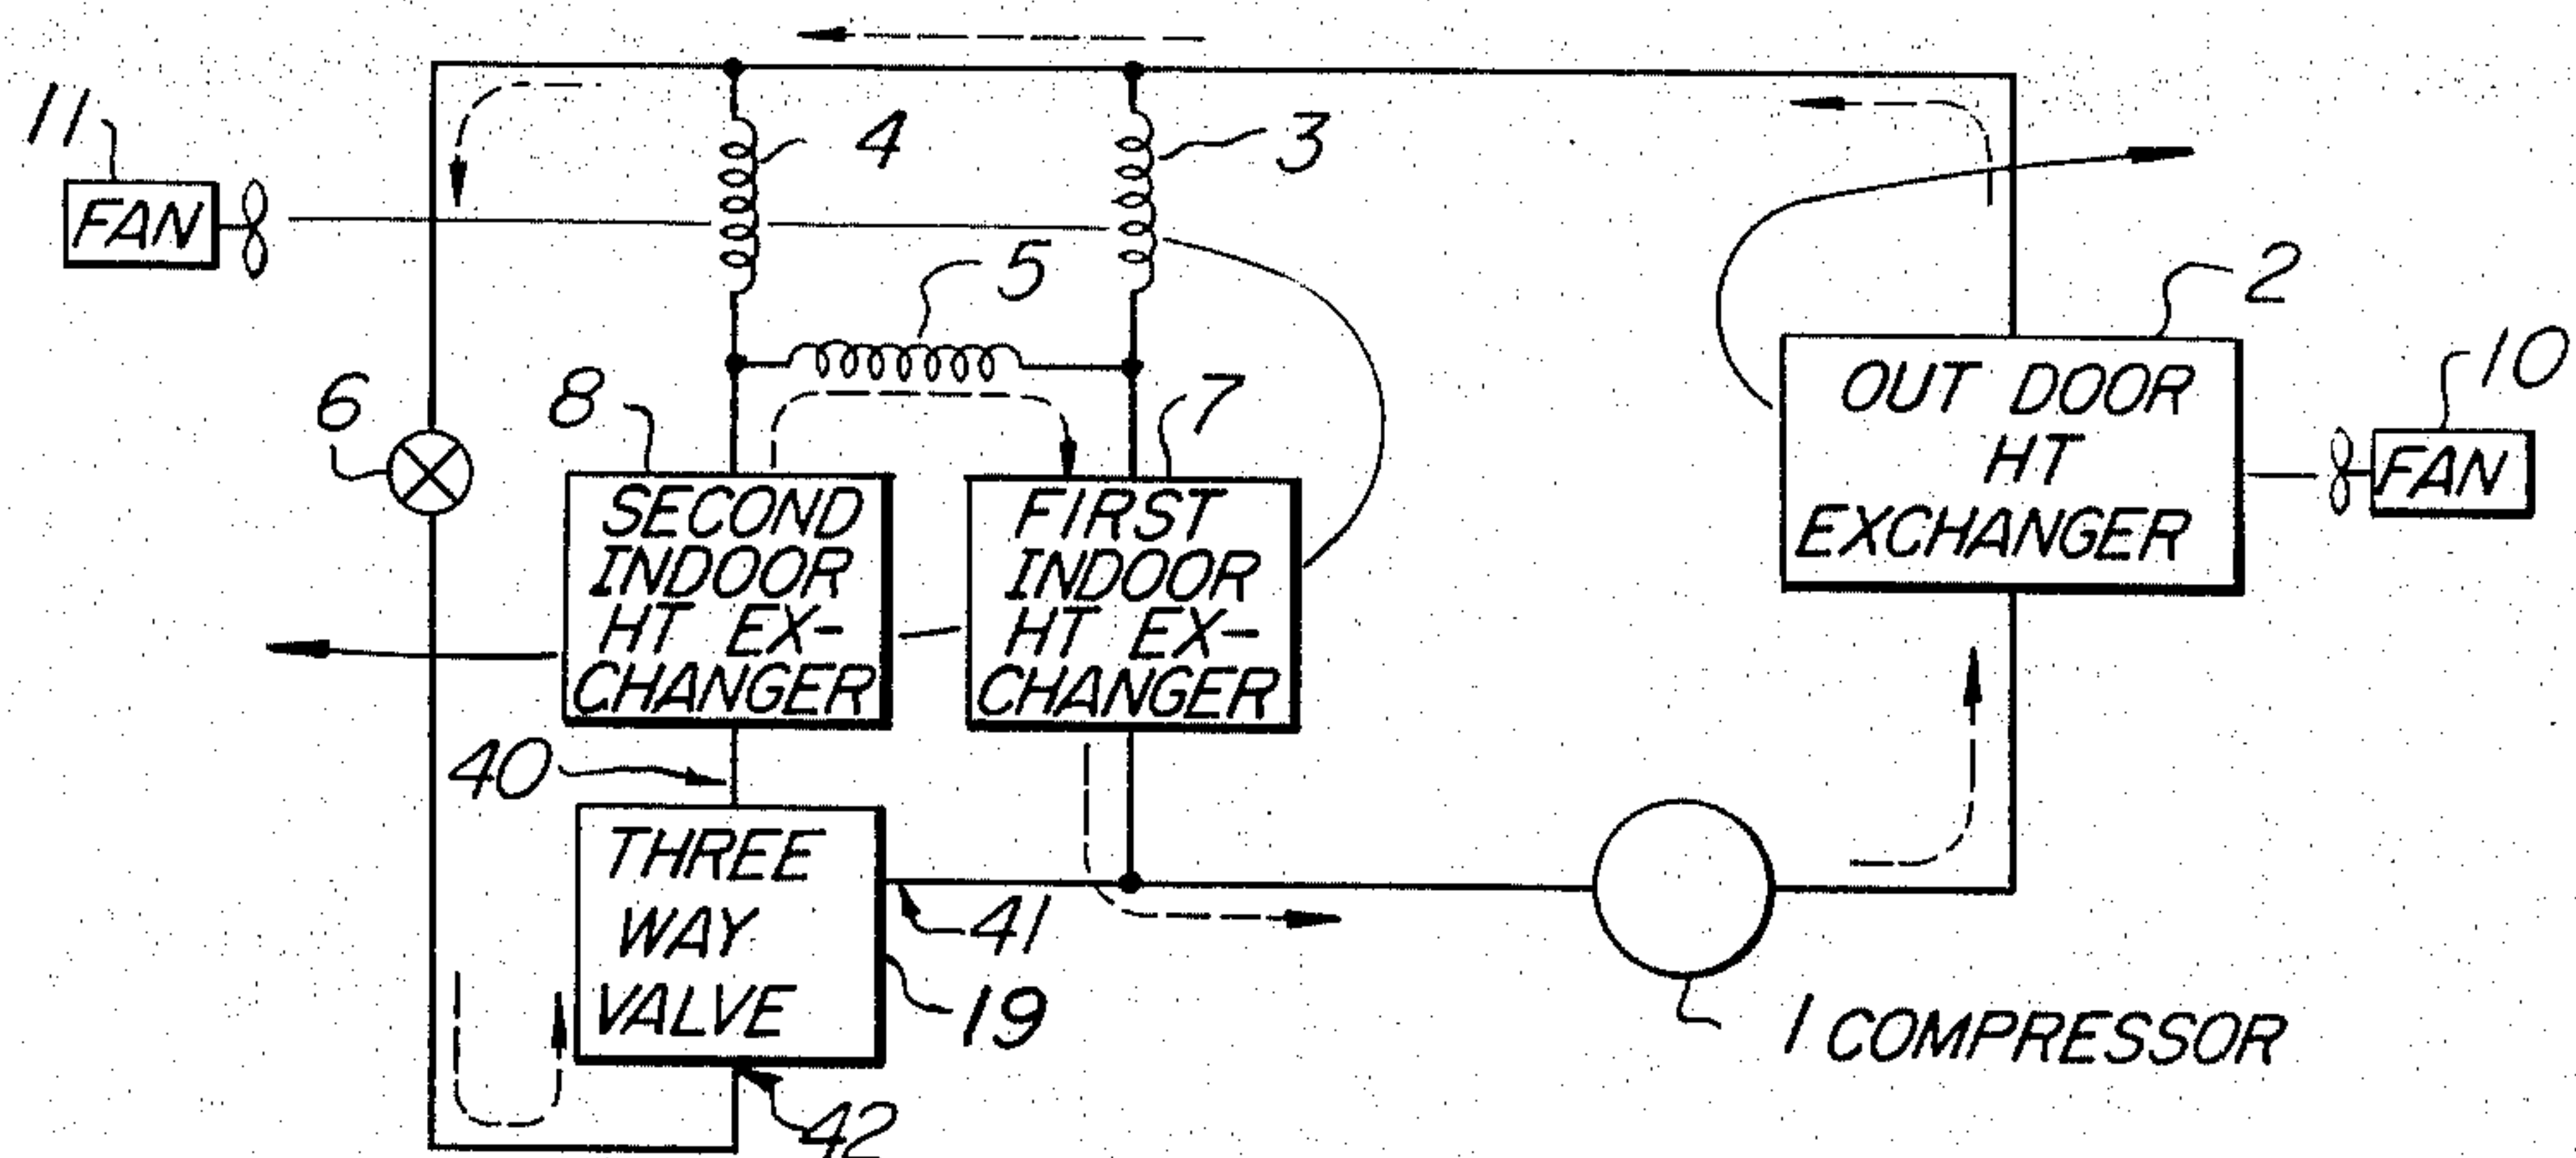 11
FAN
4
3
5
2
10
FAN
6
8
7
OUT DOOR
HT
EXCHANGER
SECOND
INDOOR
HT EX-
CHANGER
FIRST
INDOOR
HT EX-
CHANGER
40
THREE
WAY
VALVE
41
19
42
1 COMPRESSOR